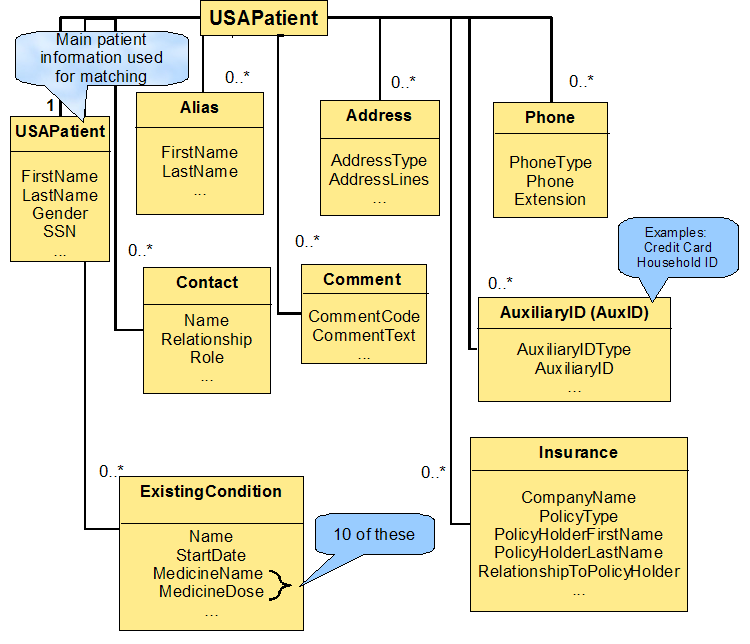 USAPatient
Main patient
information used
for matching
1
USAPatient
FirstName
LastName
Gender
SSN
...
0..*
Alias
FirstName
LastName
...
0..*
Address
AddressType
AddressLines
...
0..*
Phone
PhoneType
Phone
Extension
Examples:
Credit Card
Household ID
0..*
Contact
Name
Relationship
Role
...
0..*
Comment
CommentCode
CommentText
...
0..*
AuxiliaryID (AuxID)
AuxiliaryIDType
AuxiliaryID
...
0..*
ExistingCondition
Name
StartDate
MedicineName
MedicineDose
...
10 of these
0..*
Insurance
CompanyName
PolicyType
PolicyHolderFirstName
PolicyHolderLastName
RelationshipToPolicyHolder
...